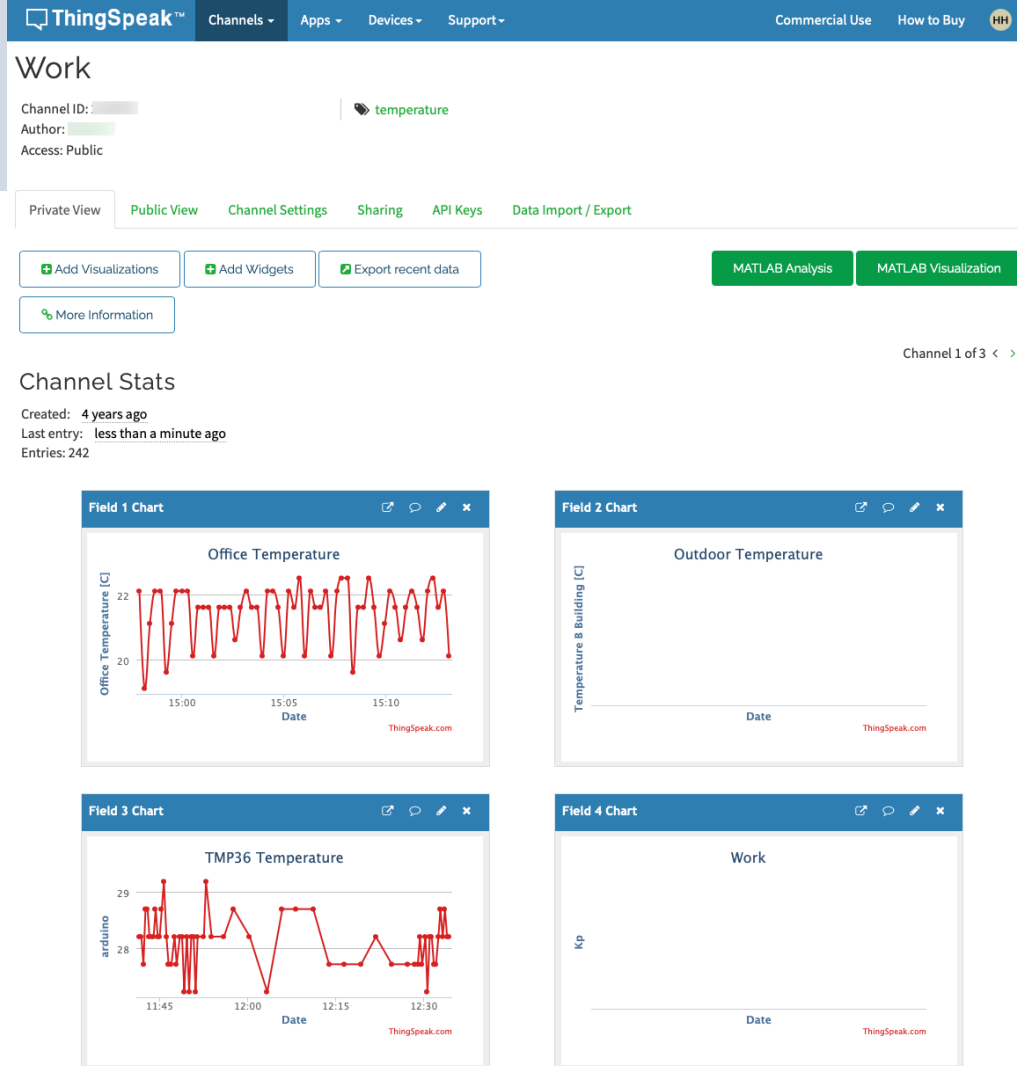 ThingSpeak™ Channels Apps Devices Support Commercial Use How to Buy HH
Work
Channel ID:
temperature
Author:
Access: Public
Private View Public View Channel Settings Sharing API Keys Data Import / Export
Add Visualizations Add Widgets Export recent data MATLAB Analysis MATLAB Visualization
More Information
Channel 1 of 3 < >
Channel Stats
Created: 4 years ago
Last entry: less than a minute ago
Entries: 242
Field 1 Chart
Office Temperature
Office Temperature [C]
22
20
15:00 15:05 15:10
Date
ThingSpeak.com
Field 2 Chart
Outdoor Temperature
Temperature B Building [C]
Date
ThingSpeak.com
Field 3 Chart
TMP36 Temperature
arduino
29
28
11:45 12:00 12:15 12:30
Date
ThingSpeak.com
Field 4 Chart
Work
Kp
Date
ThingSpeak.com